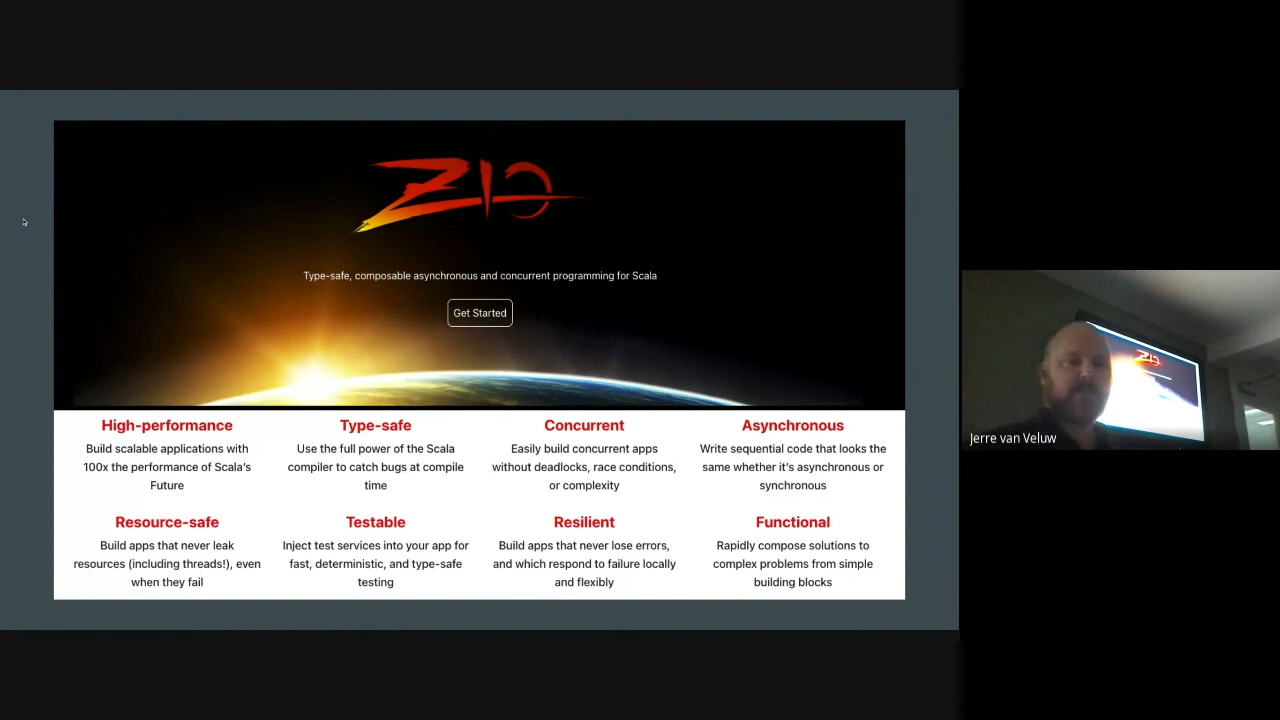 ZIO
Type-safe, composable asynchronous and concurrent programming for Scala
Get Started
High-performance
Build scalable applications with
100x the performance of Scala's
Future
Type-safe
Use the full power of the Scala
compiler to catch bugs at compile
time
Concurrent
Easily build concurrent apps
without deadlocks, race conditions,
or complexity
Asynchronous
Write sequential code that looks the
same whether it's asynchronous or
synchronous
Resource-safe
Build apps that never leak
resources (including threads!), even
when they fail
Testable
Inject test services into your app for
fast, deterministic, and type-safe
testing
Resilient
Build apps that never lose errors,
and which respond to failure locally
and flexibly
Functional
Rapidly compose solutions to
complex problems from simple
building blocks
ZIO
Jerre van Veluw